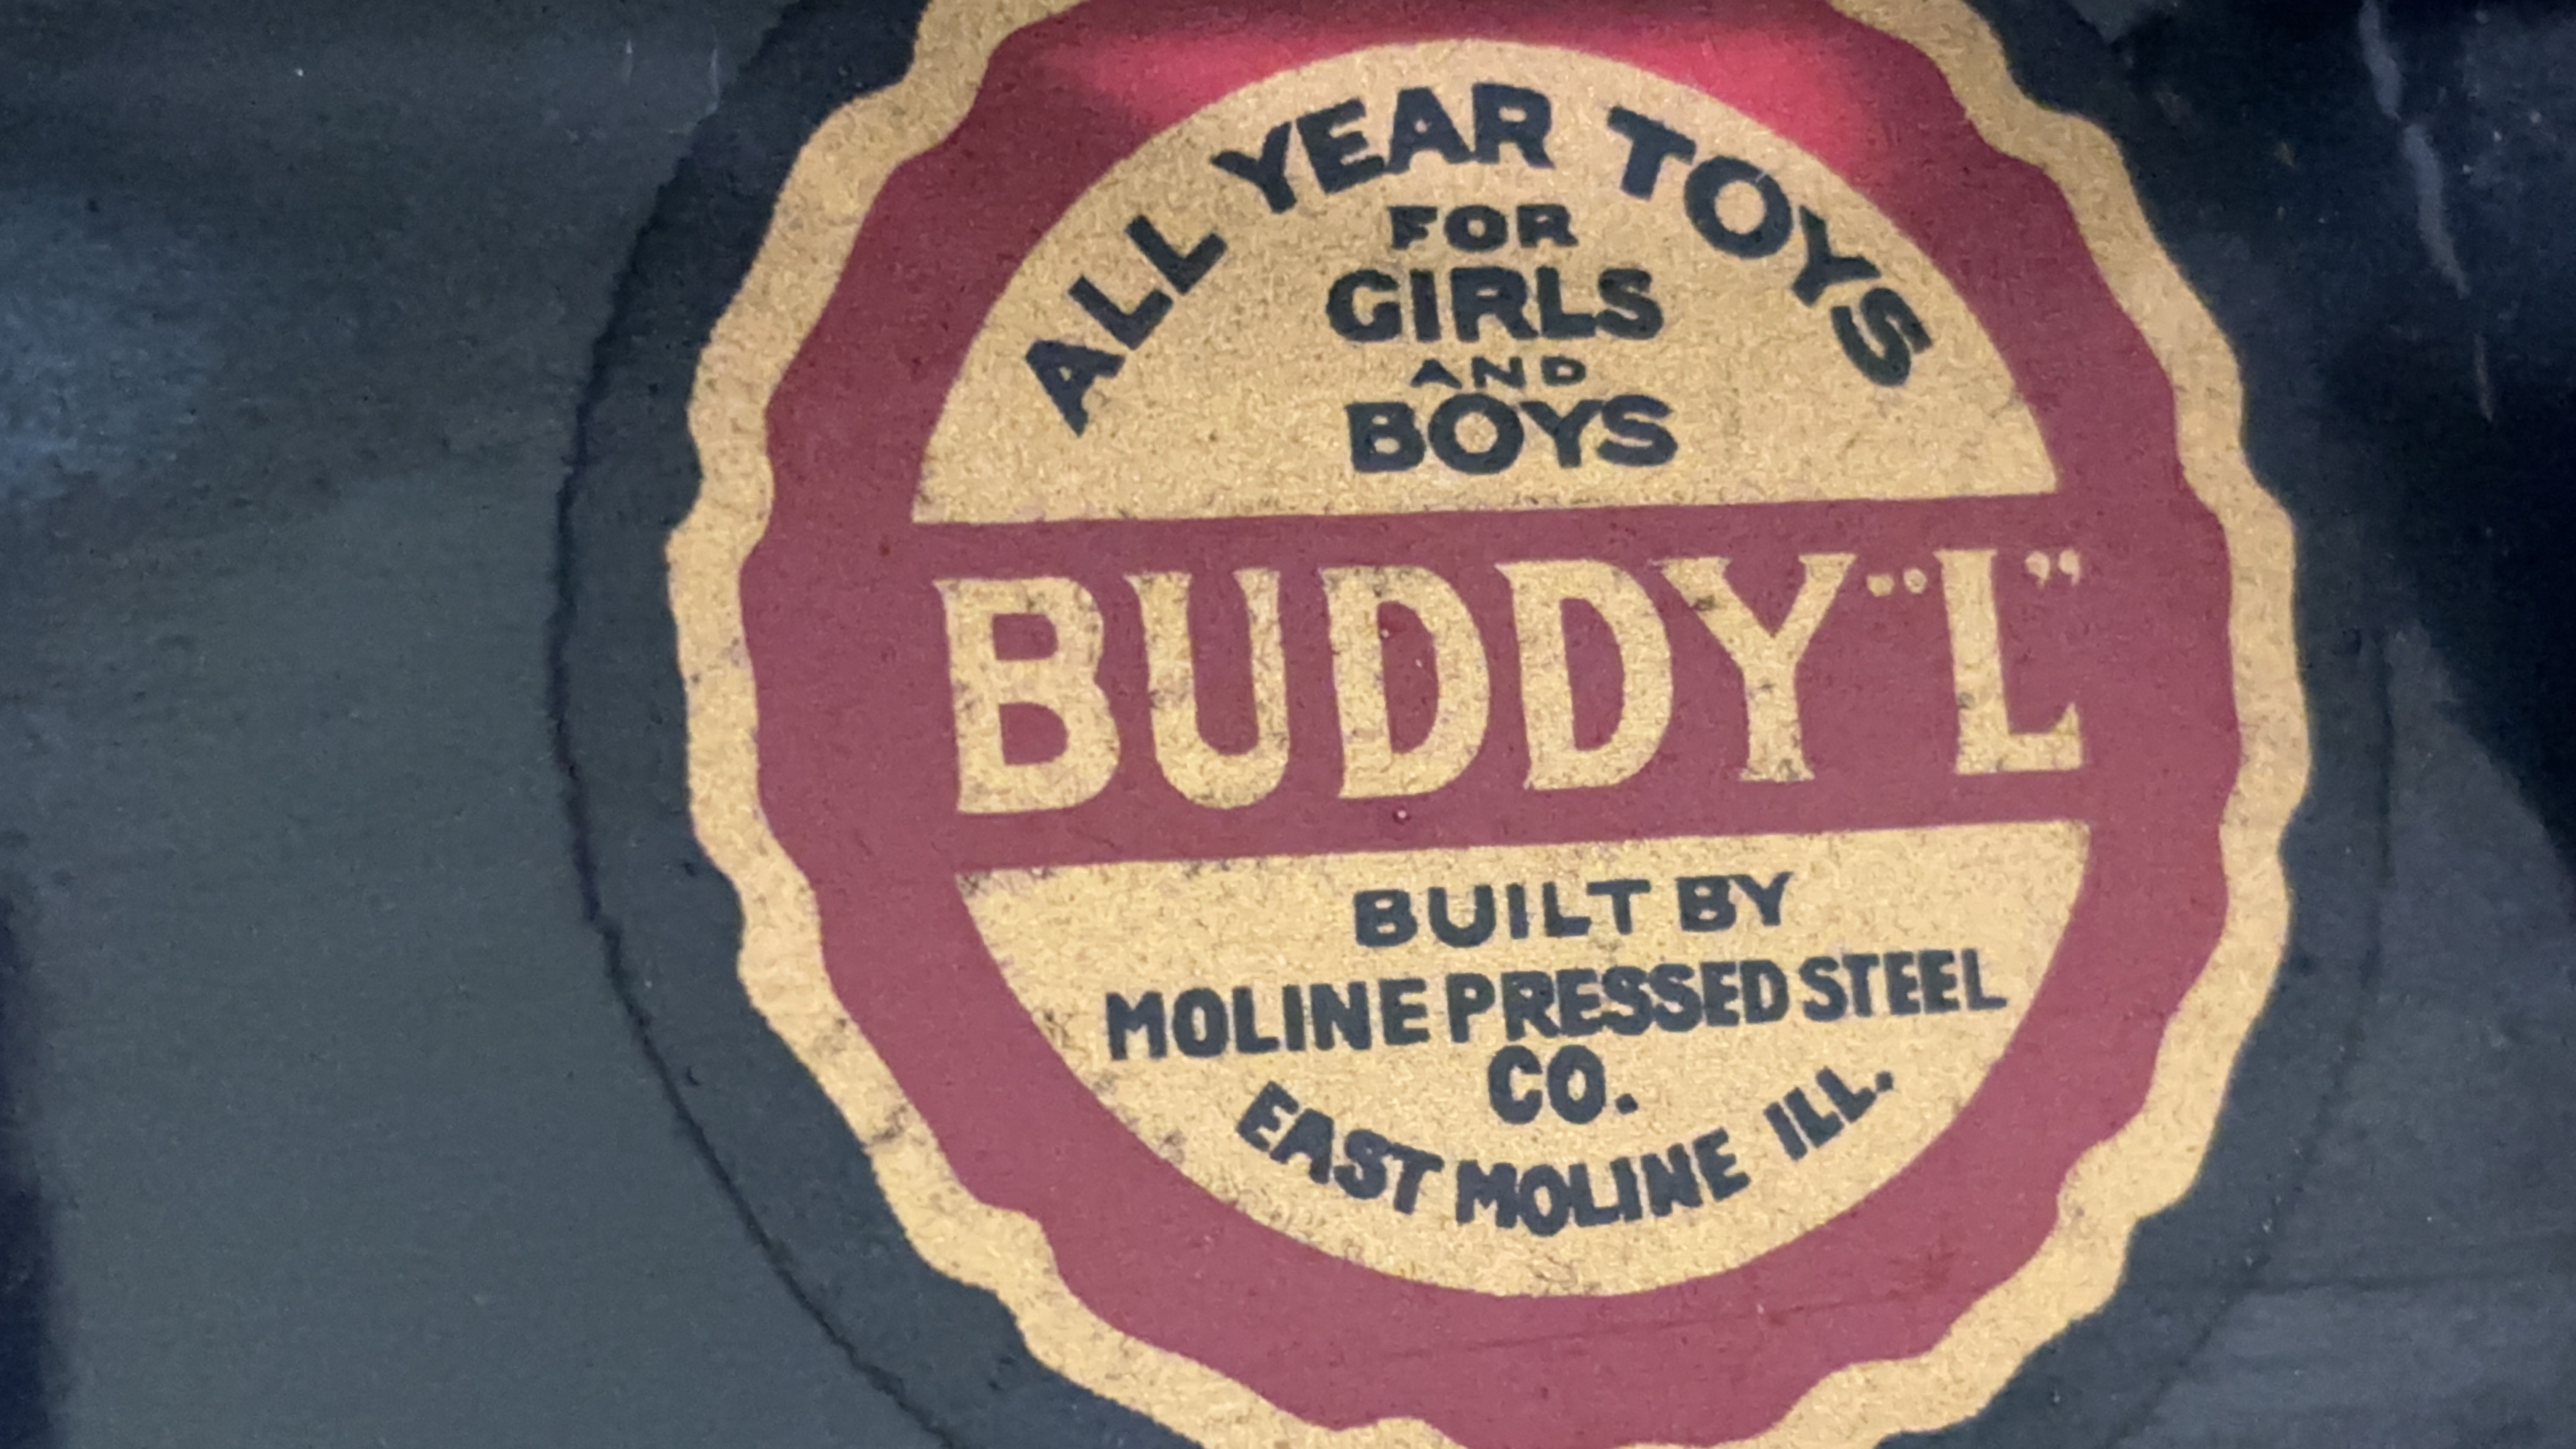 ALL YEAR TOYS
FOR
GIRLS
AND
BOYS
BUDDY "L"
BUILT BY
MOLINE PRESSED STEEL
CO.
EAST MOLINE ILL.